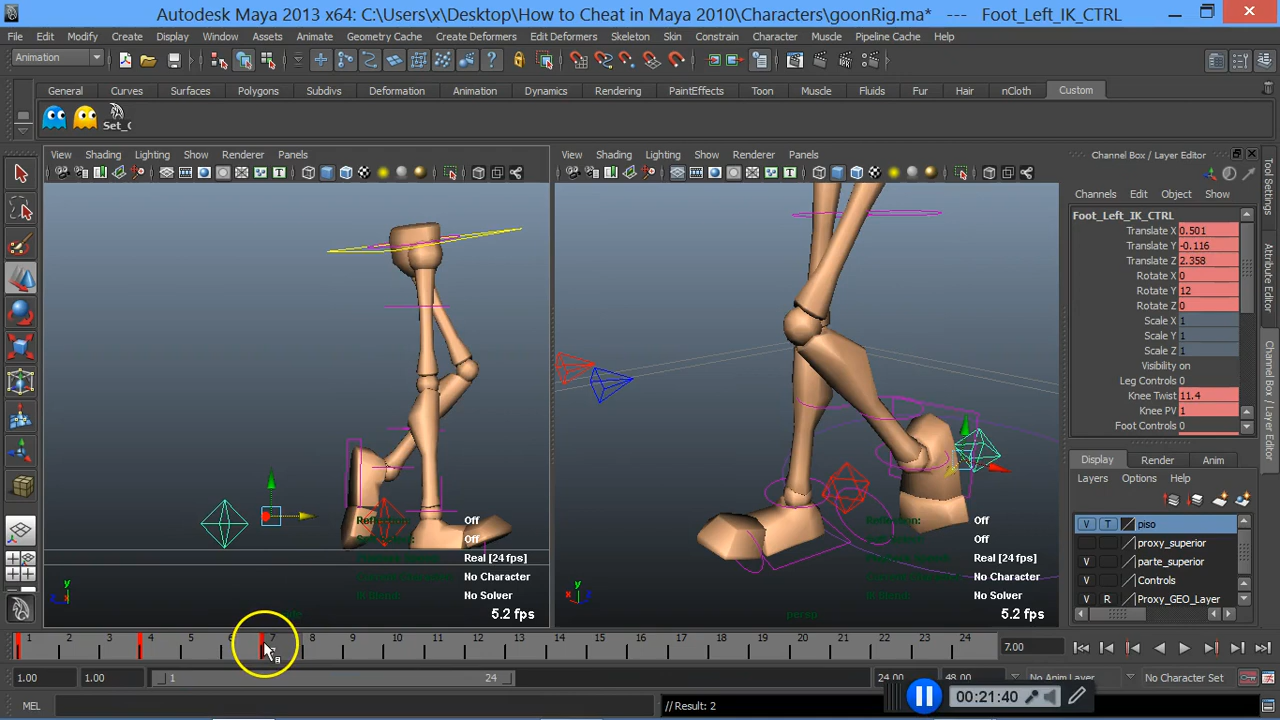 Autodesk Maya 2013 x64: C:\Users\x\Desktop\How to Cheat in Maya 2010\Characters\goonRig.ma* --- Foot_Left_IK_CTRL
File Edit Modify Create Display Window Assets Animate Geometry Cache Create Deformers Edit Deformers Skeleton Skin Constrain Character Muscle Pipeline Cache Help
Animation
General Curves Surfaces Polygons Subdivs Deformation Animation Dynamics Rendering PaintEffects Toon Muscle Fluids Fur Hair nCloth Custom
Set_C
View Shading Lighting Show Renderer Panels
View Shading Lighting Show Renderer Panels
Channel Box / Layer Editor
Channels Edit Object Show
Foot_Left_IK_CTRL
Translate X 0.501
Translate Y -0.116
Translate Z 2.358
Rotate X 0
Rotate Y 12
Rotate Z 0
Scale X 1
Scale Y 1
Scale Z 1
Visibility on
Leg Controls 0
Knee Twist 11.4
Knee PV 1
Foot Controls 0
Tool Settings
Attribute Editor
Channel Box / Layer Editor
Display Render Anim
Layers Options Help
V T piso
proxy_superior
V parte_superior
V Controls
V R Proxy_GEO_Layer
Off
Off
Real [24 fps]
No Character
No Solver
5.2 fps
y
z
Off
Off
Real [24 fps]
No Character
No Solver
5.2 fps
persp
y
x z
1 2 3 4 5 6 7 8 9 10 11 12 13 14 15 16 17 18 19 20 21 22 23 24
7.00
1.00 1.00 1 24 24.00 48.00 No Anim Layer No Character Set
00:21:40
MEL // Result: 2